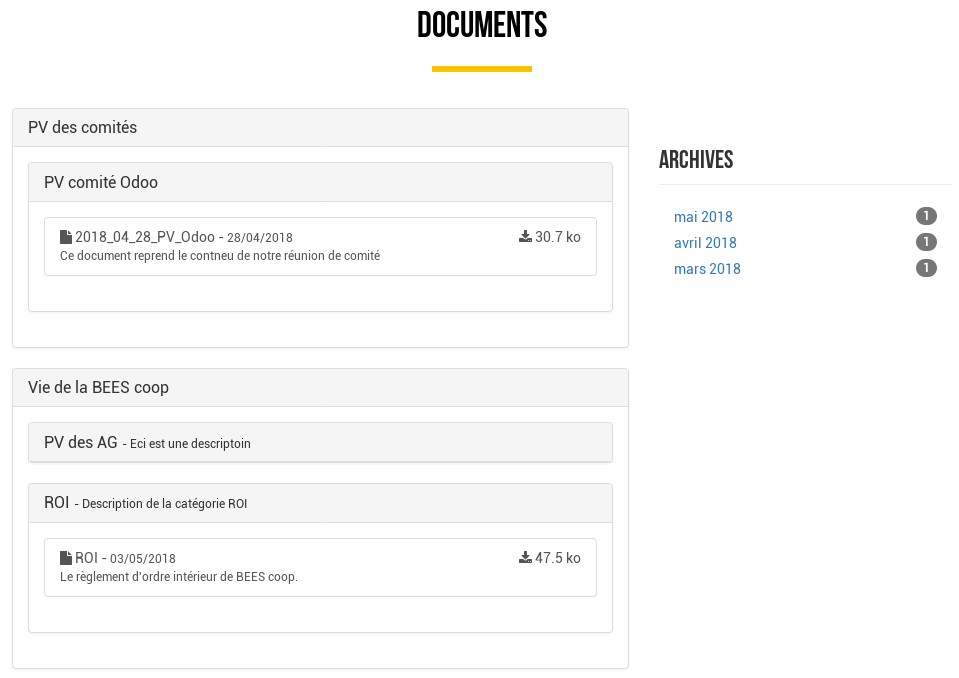 DOCUMENTS
PV des comités
PV comité Odoo
2018_04_28_PV_Odoo - 28/04/2018 30.7 ko
Ce document reprend le contneu de notre réunion de comité
Vie de la BEES coop
PV des AG - Eci est une descriptoin
ROI - Description de la catégorie ROI
ROI - 03/05/2018 47.5 ko
Le règlement d'ordre intérieur de BEES coop.
ARCHIVES
mai 2018 1
avril 2018 1
mars 2018 1